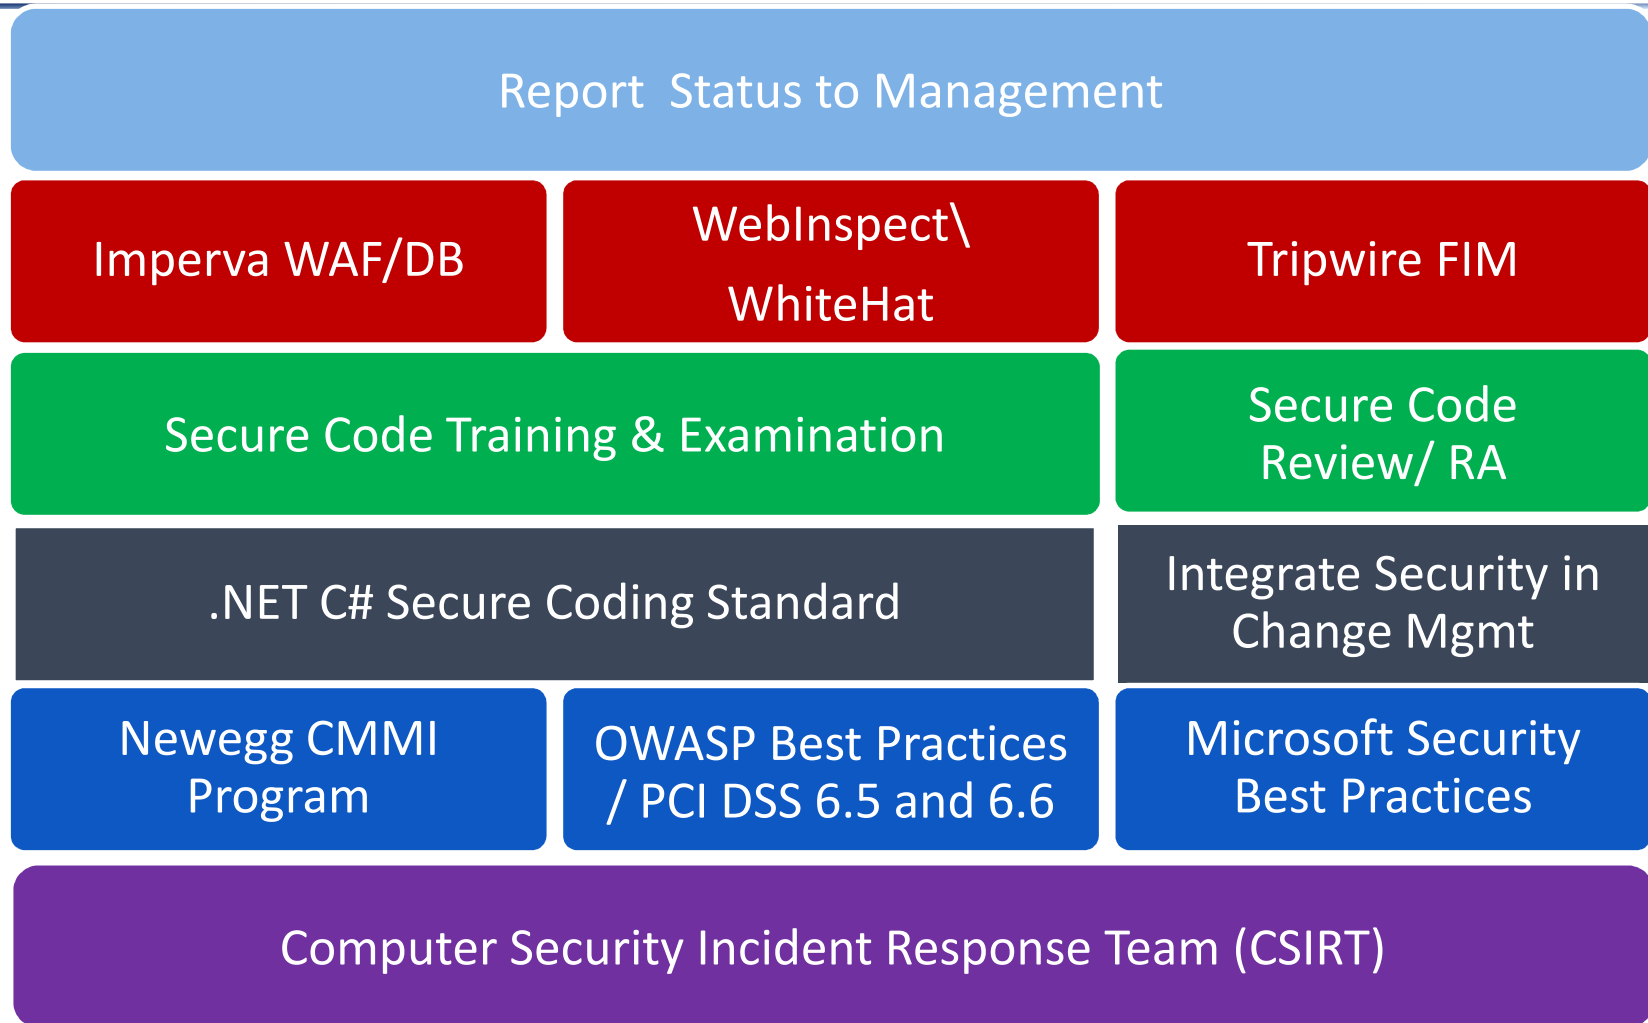 Report  Status to Management
Imperva WAF/DB
WebInspect\
WhiteHat
Tripwire FIM
Secure Code Training & Examination
Secure Code
Review/ RA
.NET C# Secure Coding Standard
Integrate Security in
Change Mgmt
Newegg CMMI
Program
OWASP Best Practices
/ PCI DSS 6.5 and 6.6
Microsoft Security
Best Practices
Computer Security Incident Response Team (CSIRT)